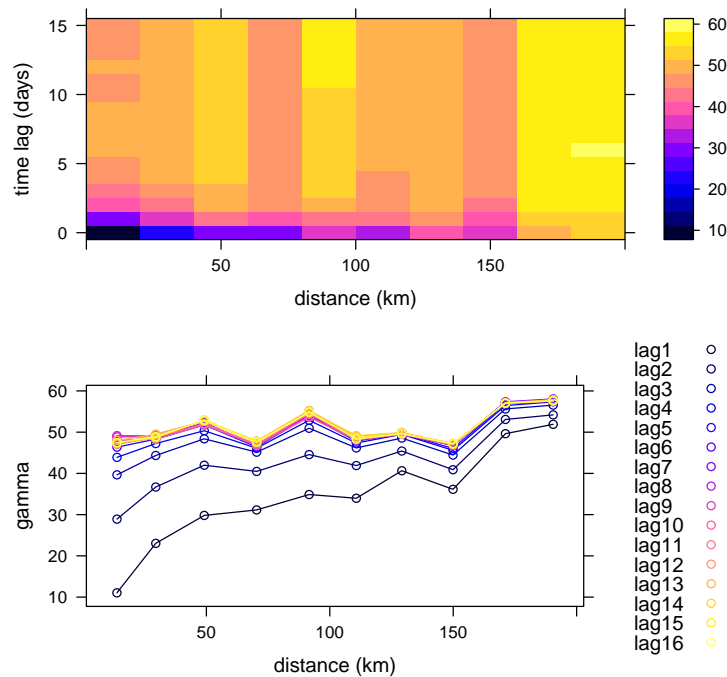 15
10
5
0
time lag (days)
50
100
150
distance (km)
60
50
40
30
20
10
60
50
40
30
20
10
gamma
50
100
150
distance (km)
lag1
lag2
lag3
lag4
lag5
lag6
lag7
lag8
lag9
lag10
lag11
lag12
lag13
lag14
lag15
lag16